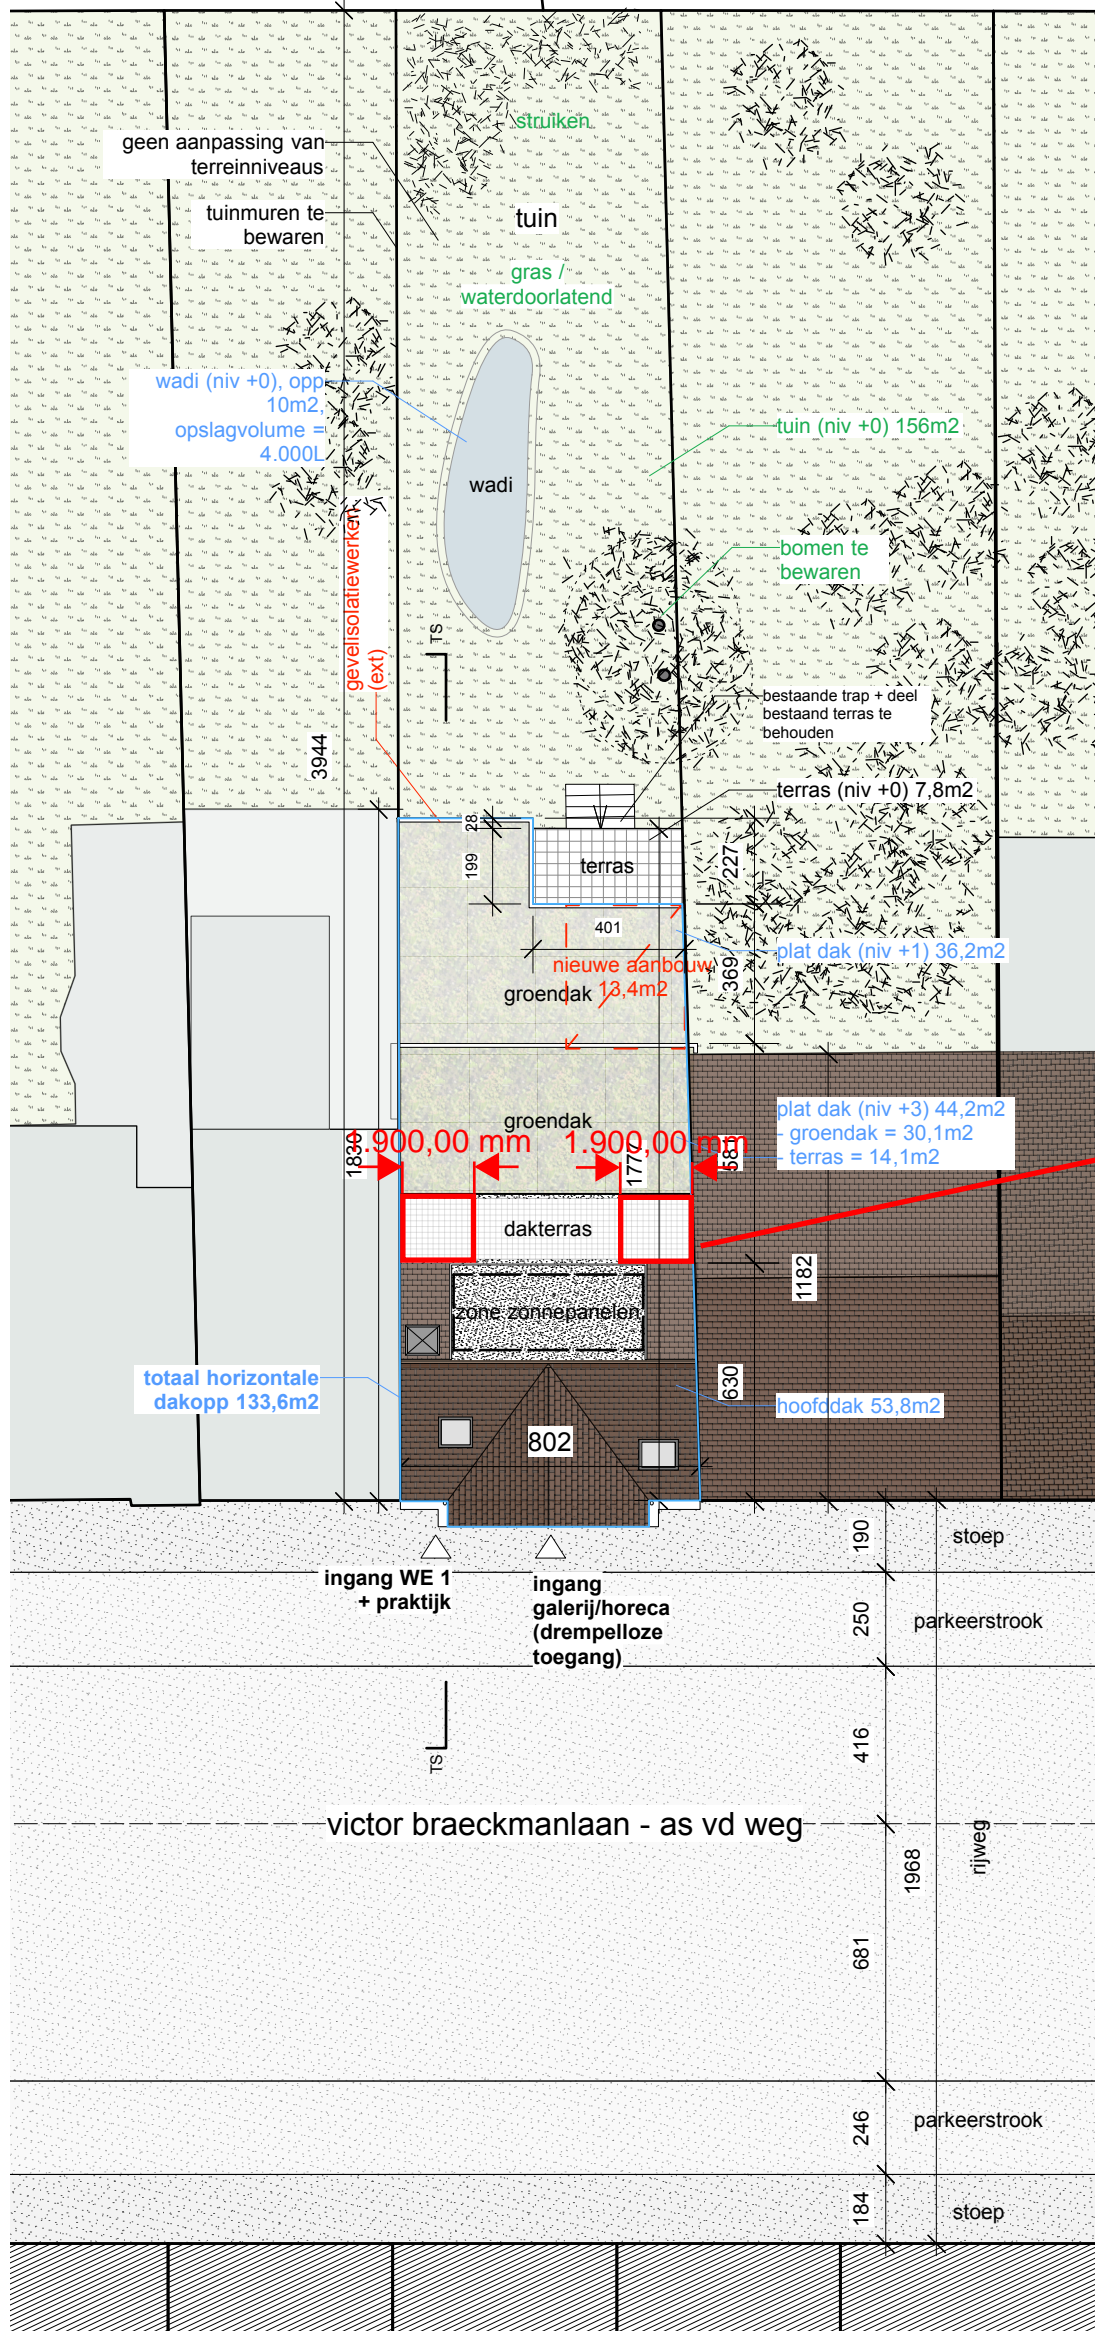 struiken
geen aanpassing van
terreinniveaus
tuinmuren te
bewaren
tuin
gras /
waterdoorlatend
wadi (niv +0), opp
10m2,
opslagvolume =
4.000L
tuin (niv +0) 156m2
wadi
gevelisolatiewerken
(ext)
bomen te
bewaren
TS
bestaande trap + deel
bestaand terras te
behouden
3944
terras (niv +0) 7,8m2
28
199
terras
227
401
plat dak (niv +1) 36,2m2
nieuwe aanbouw
13,4m2
369
groendak
groendak
plat dak (niv +3) 44,2m2
- groendak = 30,1m2
- terras = 14,1m2
1.900,00 mm
1.900,00 mm
1830
1777
581
dakterras
1182
zone zonnepanelen
totaal horizontale
dakopp 133,6m2
630
hoofddak 53,8m2
802
190
stoep
ingang WE 1
+ praktijk
ingang
galerij/horeca
(drempelloze
toegang)
250
parkeerstrook
416
TS
victor braeckmanlaan - as vd weg
1968
rijweg
681
246
parkeerstrook
184
stoep